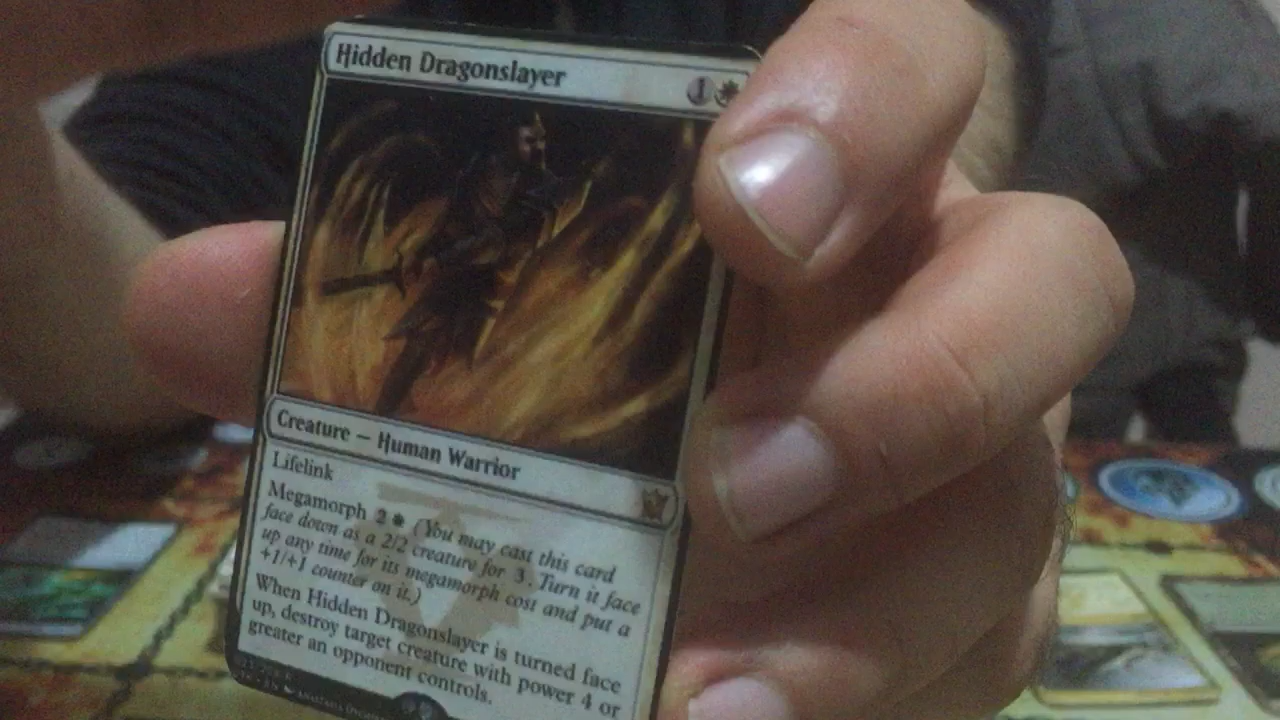 Hidden Dragonslayer 1
Creature — Human Warrior
Lifelink
Megamorph 2 (You may cast this card
face down as a 2/2 creature for 3. Turn it face
up any time for its megamorph cost and put a
+1/+1 counter on it.)
When Hidden Dragonslayer is turned face
up, destroy target creature with power 4 or
greater an opponent controls.